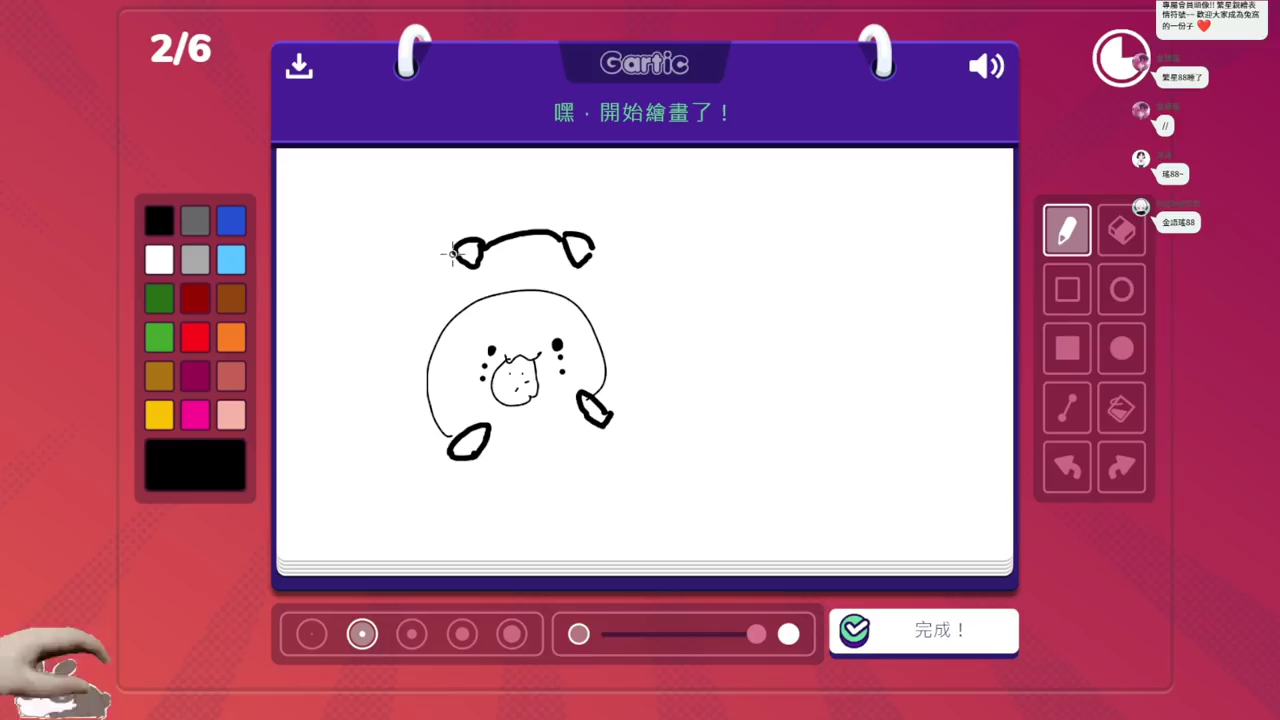 2/6
Gartic
嘿，開始繪畫了！
完成！
專屬會員頭像!! 繁星親繪表
情符號~~ 歡迎大家成為兔窩
的一份子 ❤️
繁星88睡了
//
瑤88~
金語瑤88